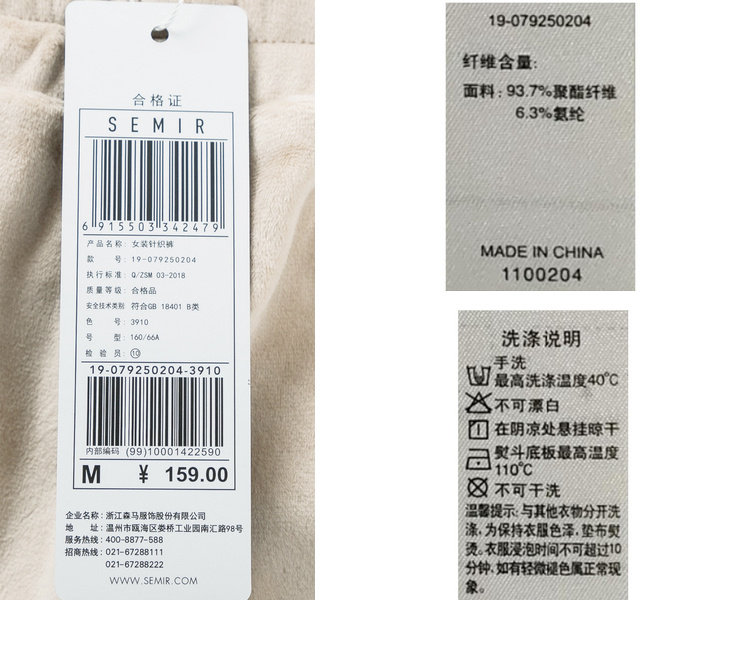 合格证
SEMIR
6 915503 342479
产品名称: 女装针织裤
款 号: 19-079250204
执行标准: Q/ZSM 03-2018
质量等级: 合格品
安全技术类别: 符合GB 18401 B类
色 号: 3910
号 型: 160/66A
检 验 员: ⑩
19-079250204-3910
内部编码 (99)10001422590
M ¥ 159.00
企业名称: 浙江森马服饰股份有限公司
地 址: 温州市瓯海区娄桥工业园南汇路98号
服务热线: 400-8877-588
招商热线: 021-67288111
021-67288222
WWW.SEMIR.COM
19-079250204
纤维含量:
面料: 93.7%聚酯纤维
6.3%氨纶
MADE IN CHINA
1100204
洗涤说明
手洗
最高洗涤温度40℃
不可漂白
在阴凉处悬挂晾干
熨斗底板最高温度
110℃
不可干洗
温馨提示: 与其他衣物分开洗
涤, 为保持衣服色泽, 垫布熨
烫。衣服浸泡时间不可超过10
分钟, 如有轻微褪色属正常现
象。